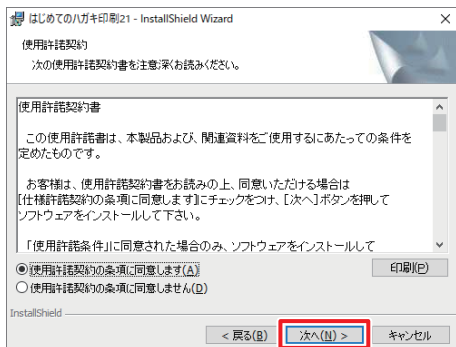 はじめてのハガキ印刷21 - InstallShield Wizard
使用許諾契約
次の使用許諾契約書を注意深くお読みください。
使用許諾契約書
この使用許諾書は、本製品および、関連資料をご使用するにあたっての条件を
定めたものです。
お客様は、使用許諾契約書をお読みの上、同意いただける場合は
[仕様許諾契約の条項に同意します]にチェックをつけ、[次へ]ボタンを押して
ソフトウェアをインストールして下さい。
「使用許諾条件」に同意された場合のみ、ソフトウェアをインストールして
使用許諾契約の条項に同意します(A)
印刷(P)
使用許諾契約の条項に同意しません(D)
InstallShield
< 戻る(B)
次へ(N) >
キャンセル